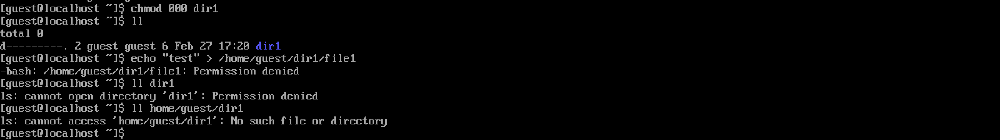 [guest@localhost ~]$ chmod 000 dir1
[guest@localhost ~]$ ll
total 0
d---------. 2 guest guest 6 Feb 27 17:20 dir1
[guest@localhost ~]$ echo "test" > /home/guest/dir1/file1
-bash: /home/guest/dir1/file1: Permission denied
[guest@localhost ~]$ ll dir1
ls: cannot open directory 'dir1': Permission denied
[guest@localhost ~]$ ll home/guest/dir1
ls: cannot access 'home/guest/dir1': No such file or directory
[guest@localhost ~]$